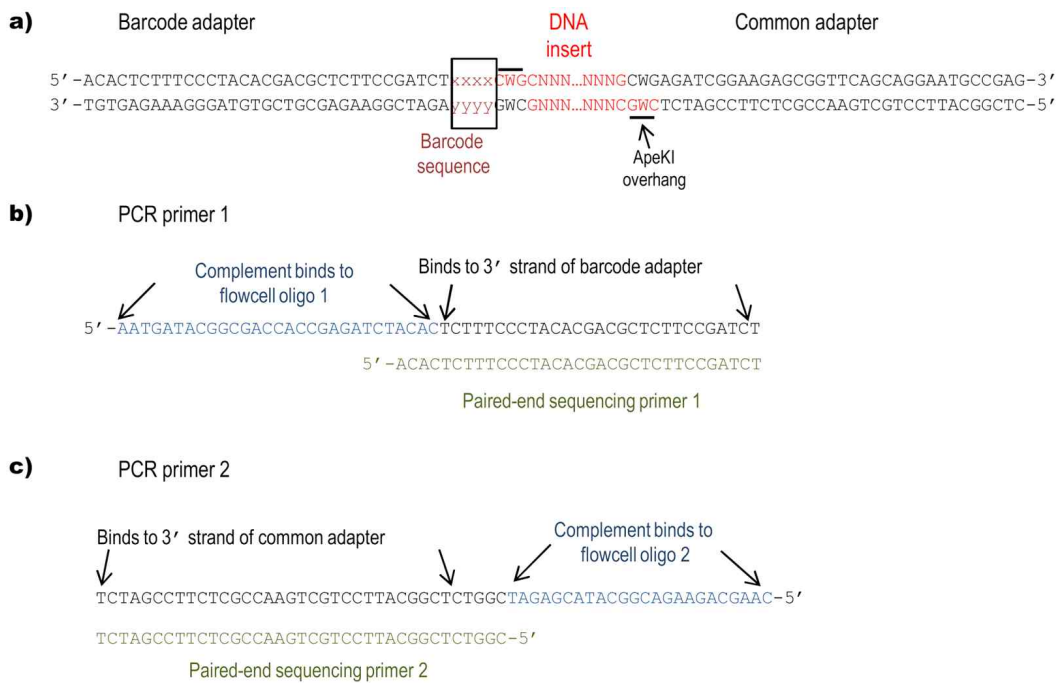 a) Barcode adapter DNA insert Common adapter
5′-ACACTCTTTCCCTACACGACGCTCTTCCGATCTxxxxCWGCNNN…NNNGCWGAGATCGGAAGAGCGGTTCAGCAGGAATGCCGAG-3′
3′-TGTGAGAAAGGGATGTGCTGCGAGAAGGCTAGAyyyyGWCGNNN…NNNCGWCTCTAGCCTTCTCGCCAAGTCGTCCTTACGGCTC-5′
Barcode sequence
ApeKI overhang
b) PCR primer 1
Complement binds to flowcell oligo 1
Binds to 3′ strand of barcode adapter
5′-AATGATACGGCGACCACCGAGATCTACACTCTTTCCCTACACGACGCTCTTCCGATCT
5′-ACACTCTTTCCCTACACGACGCTCTTCCGATCT
Paired-end sequencing primer 1
c) PCR primer 2
Binds to 3′ strand of common adapter
Complement binds to flowcell oligo 2
TCTAGCCTTCTCGCCAAGTCGTCCTTACGGCTCTGGCTAGAGCATACGGCAGAAGACGAAC-5′
TCTAGCCTTCTCGCCAAGTCGTCCTTACGGCTCTGGC-5′
Paired-end sequencing primer 2